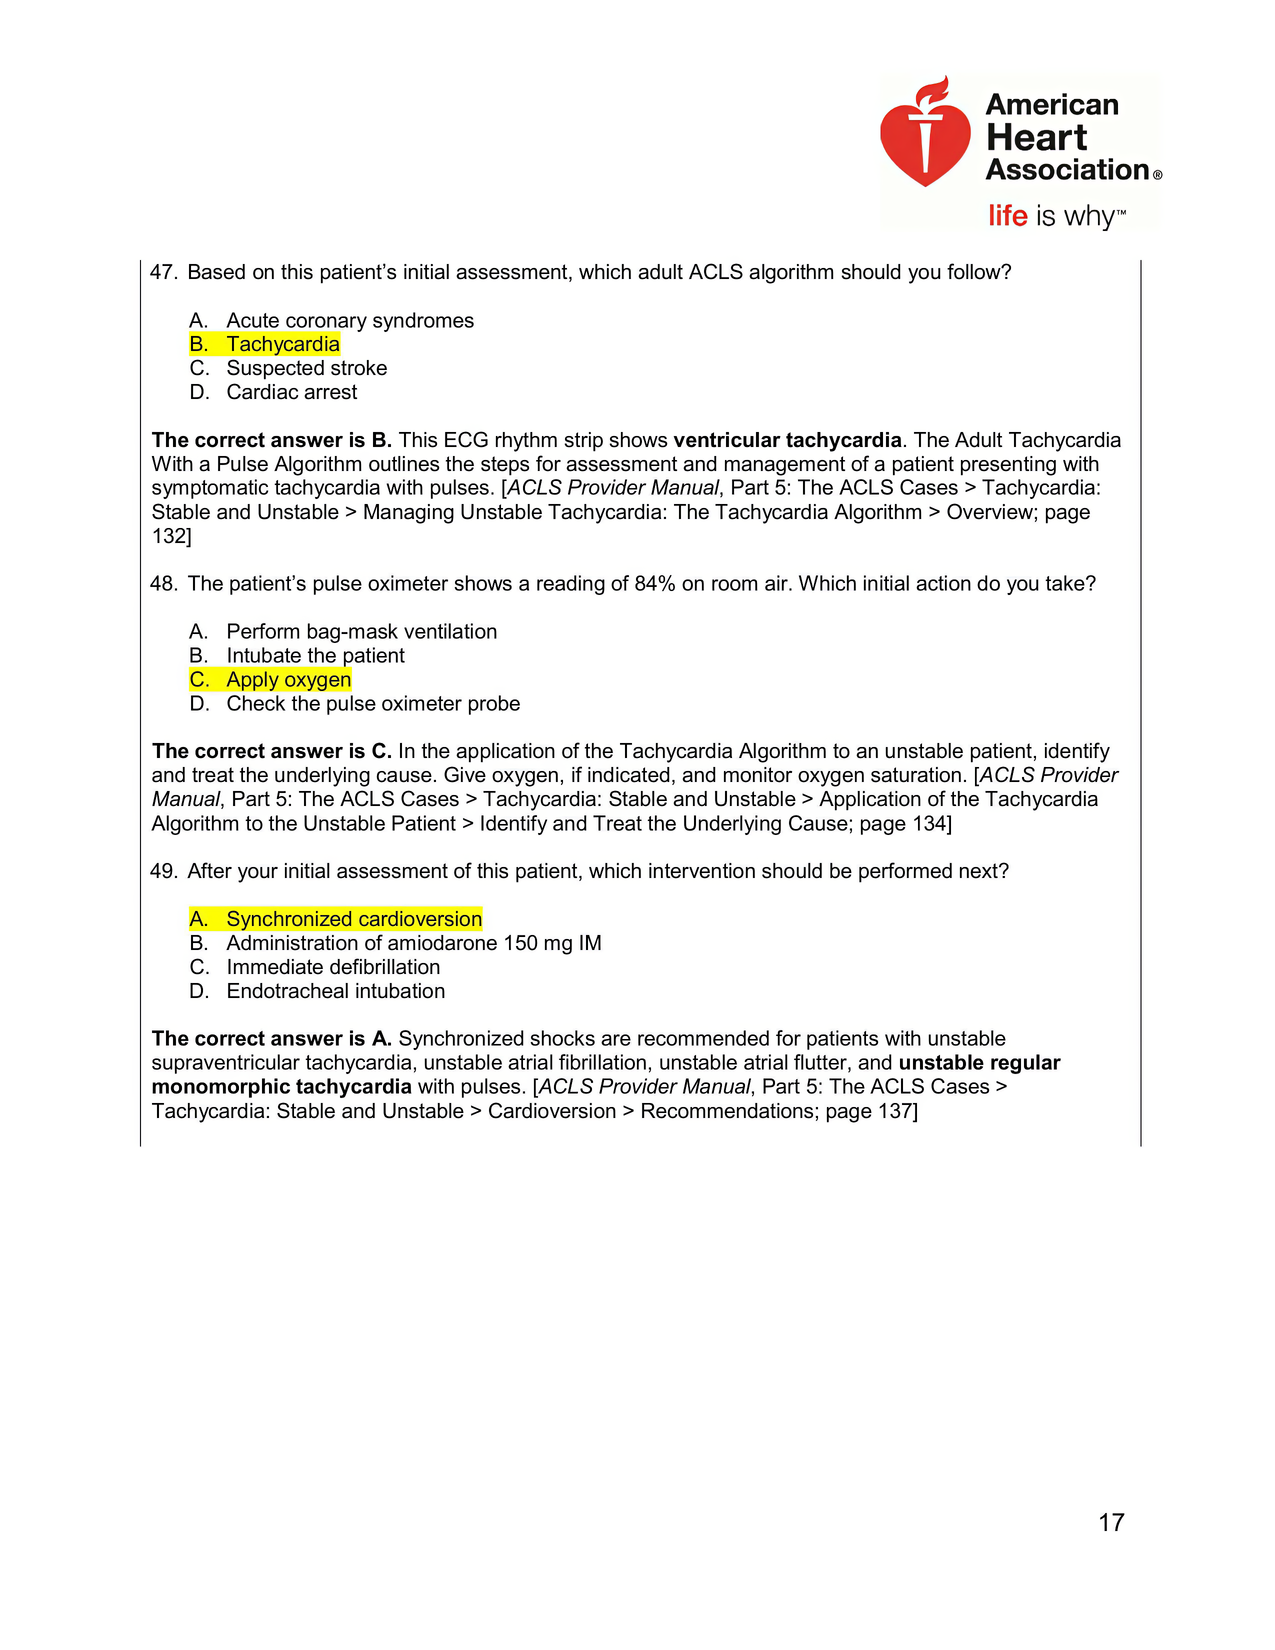 American
Heart
Association®
life is why™
47. Based on this patient’s initial assessment, which adult ACLS algorithm should you follow?
A. Acute coronary syndromes
B. Tachycardia
C. Suspected stroke
D. Cardiac arrest
The correct answer is B. This ECG rhythm strip shows ventricular tachycardia. The Adult Tachycardia
With a Pulse Algorithm outlines the steps for assessment and management of a patient presenting with
symptomatic tachycardia with pulses. [ACLS Provider Manual, Part 5: The ACLS Cases > Tachycardia:
Stable and Unstable > Managing Unstable Tachycardia: The Tachycardia Algorithm > Overview; page
132]
48. The patient’s pulse oximeter shows a reading of 84% on room air. Which initial action do you take?
A. Perform bag-mask ventilation
B. Intubate the patient
C. Apply oxygen
D. Check the pulse oximeter probe
The correct answer is C. In the application of the Tachycardia Algorithm to an unstable patient, identify
and treat the underlying cause. Give oxygen, if indicated, and monitor oxygen saturation. [ACLS Provider
Manual, Part 5: The ACLS Cases > Tachycardia: Stable and Unstable > Application of the Tachycardia
Algorithm to the Unstable Patient > Identify and Treat the Underlying Cause; page 134]
49. After your initial assessment of this patient, which intervention should be performed next?
A. Synchronized cardioversion
B. Administration of amiodarone 150 mg IM
C. Immediate defibrillation
D. Endotracheal intubation
The correct answer is A. Synchronized shocks are recommended for patients with unstable
supraventricular tachycardia, unstable atrial fibrillation, unstable atrial flutter, and unstable regular
monomorphic tachycardia with pulses. [ACLS Provider Manual, Part 5: The ACLS Cases >
Tachycardia: Stable and Unstable > Cardioversion > Recommendations; page 137]
17